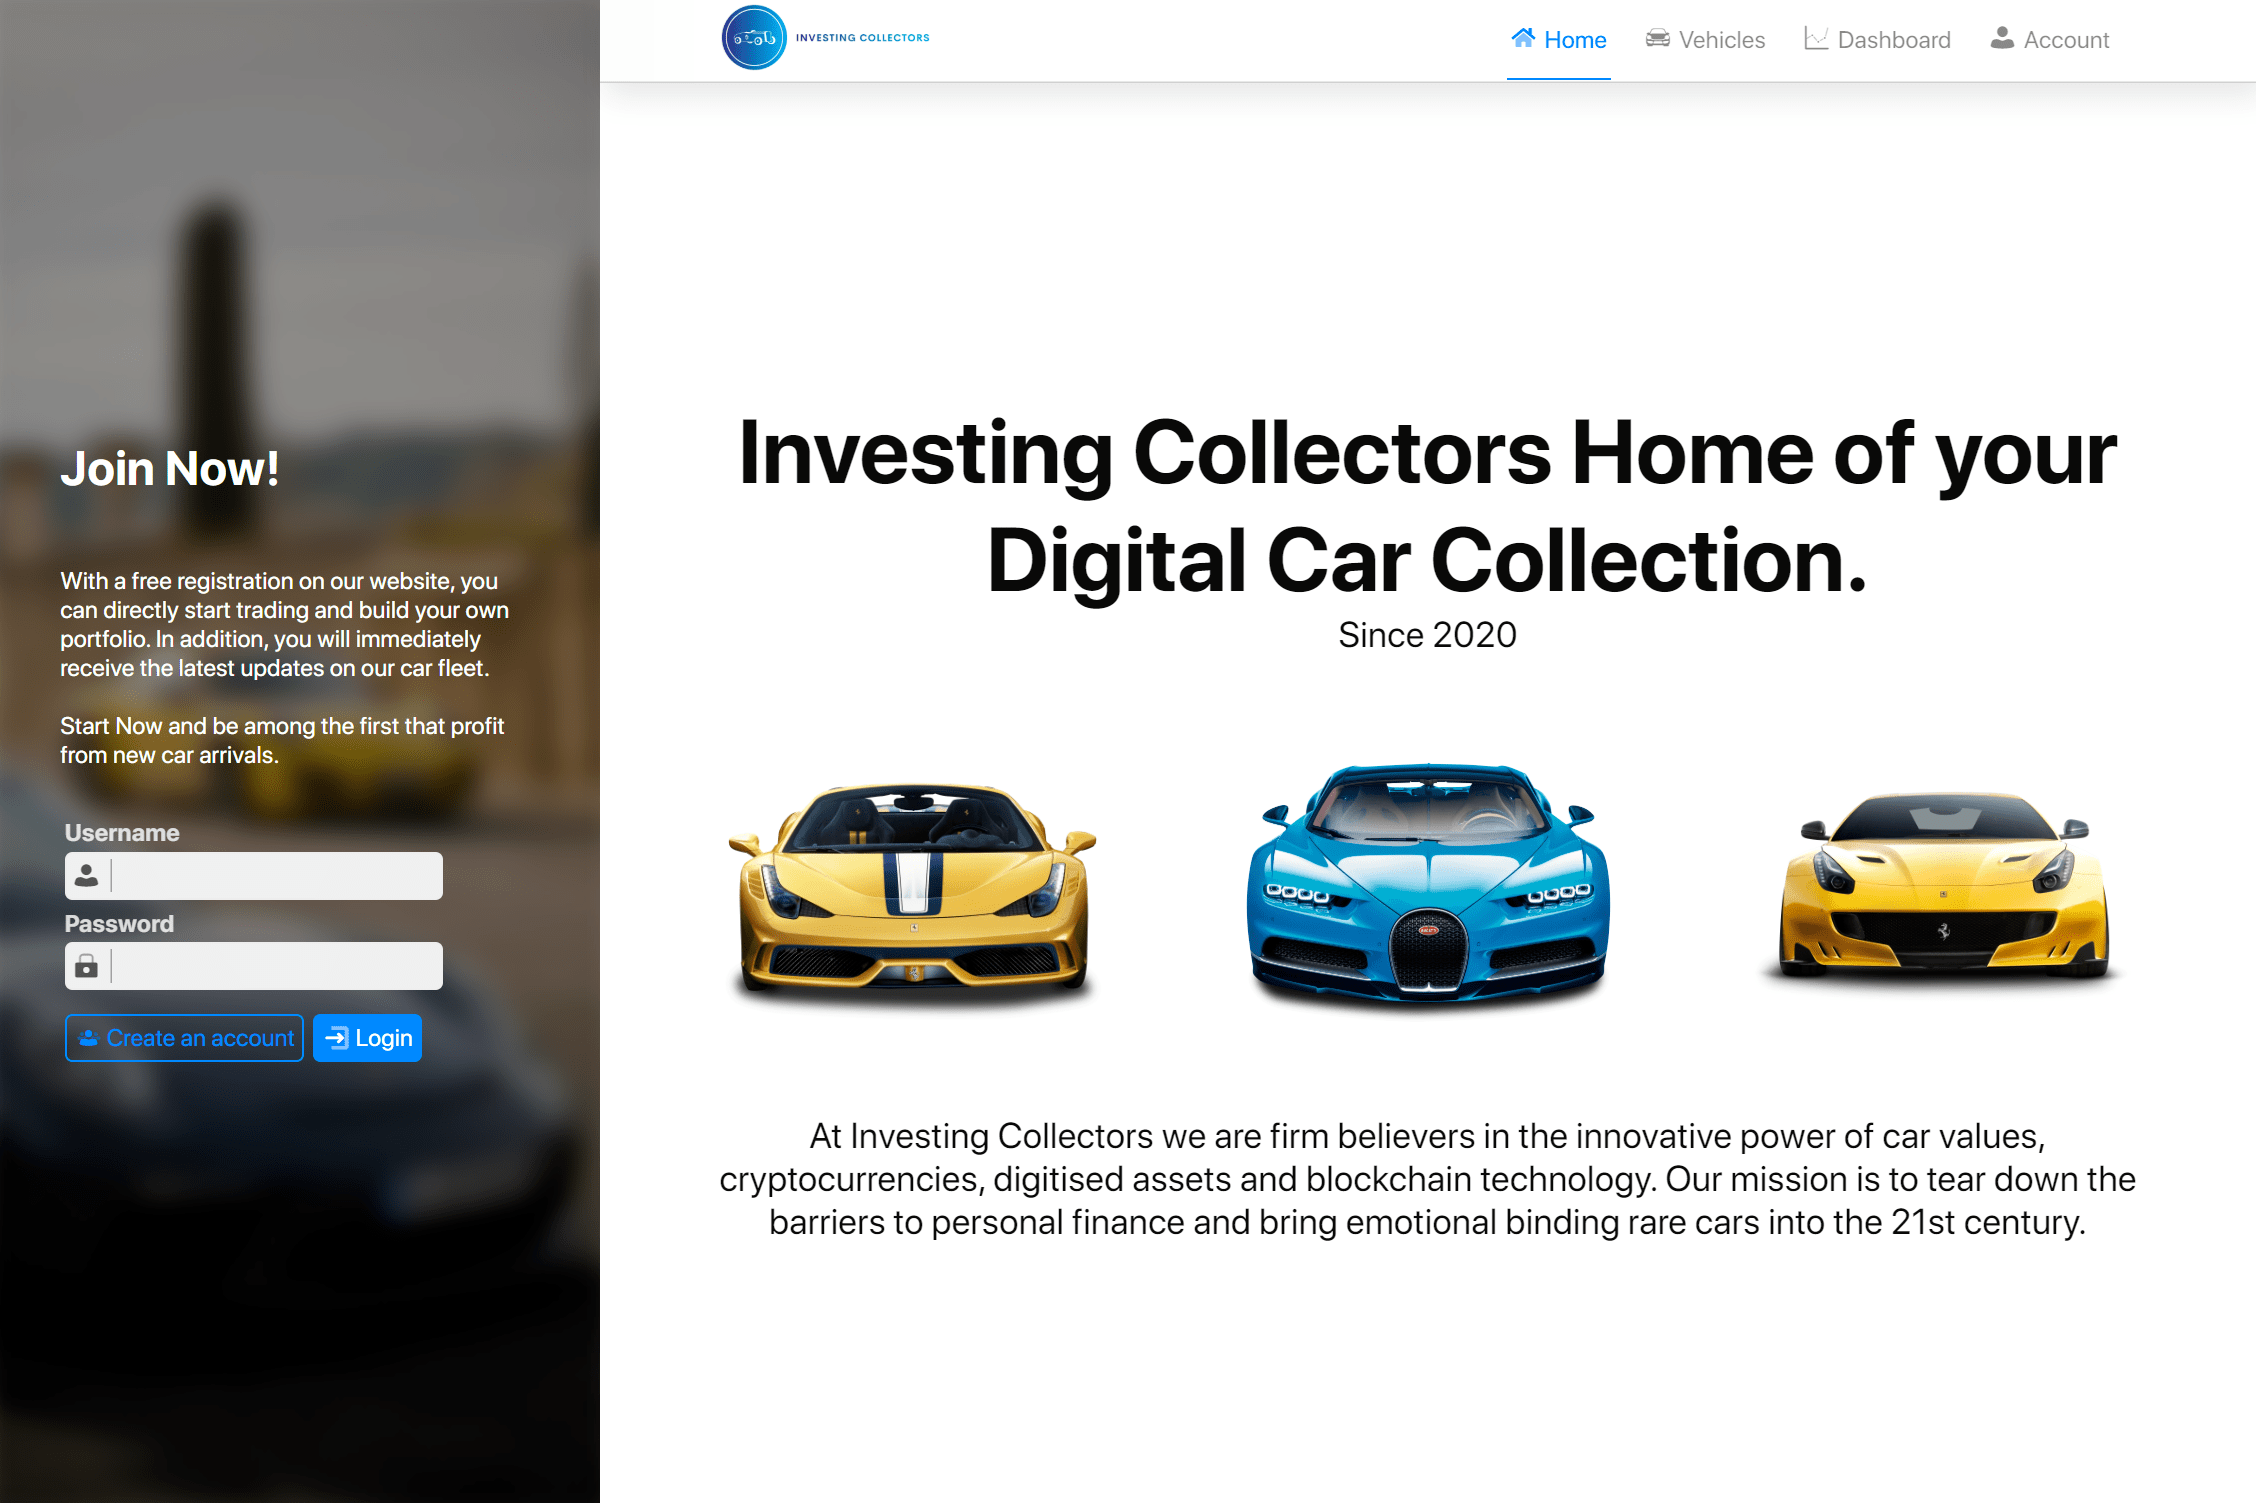 INVESTING COLLECTORS
Home
Vehicles
Dashboard
Account
Join Now!
With a free registration on our website, you
can directly start trading and build your own
portfolio. In addition, you will immediately
receive the latest updates on our car fleet.
Start Now and be among the first that profit
from new car arrivals.
Username
Password
Create an account
Login
Investing Collectors Home of your
Digital Car Collection.
Since 2020
At Investing Collectors we are firm believers in the innovative power of car values,
cryptocurrencies, digitised assets and blockchain technology. Our mission is to tear down the
barriers to personal finance and bring emotional binding rare cars into the 21st century.